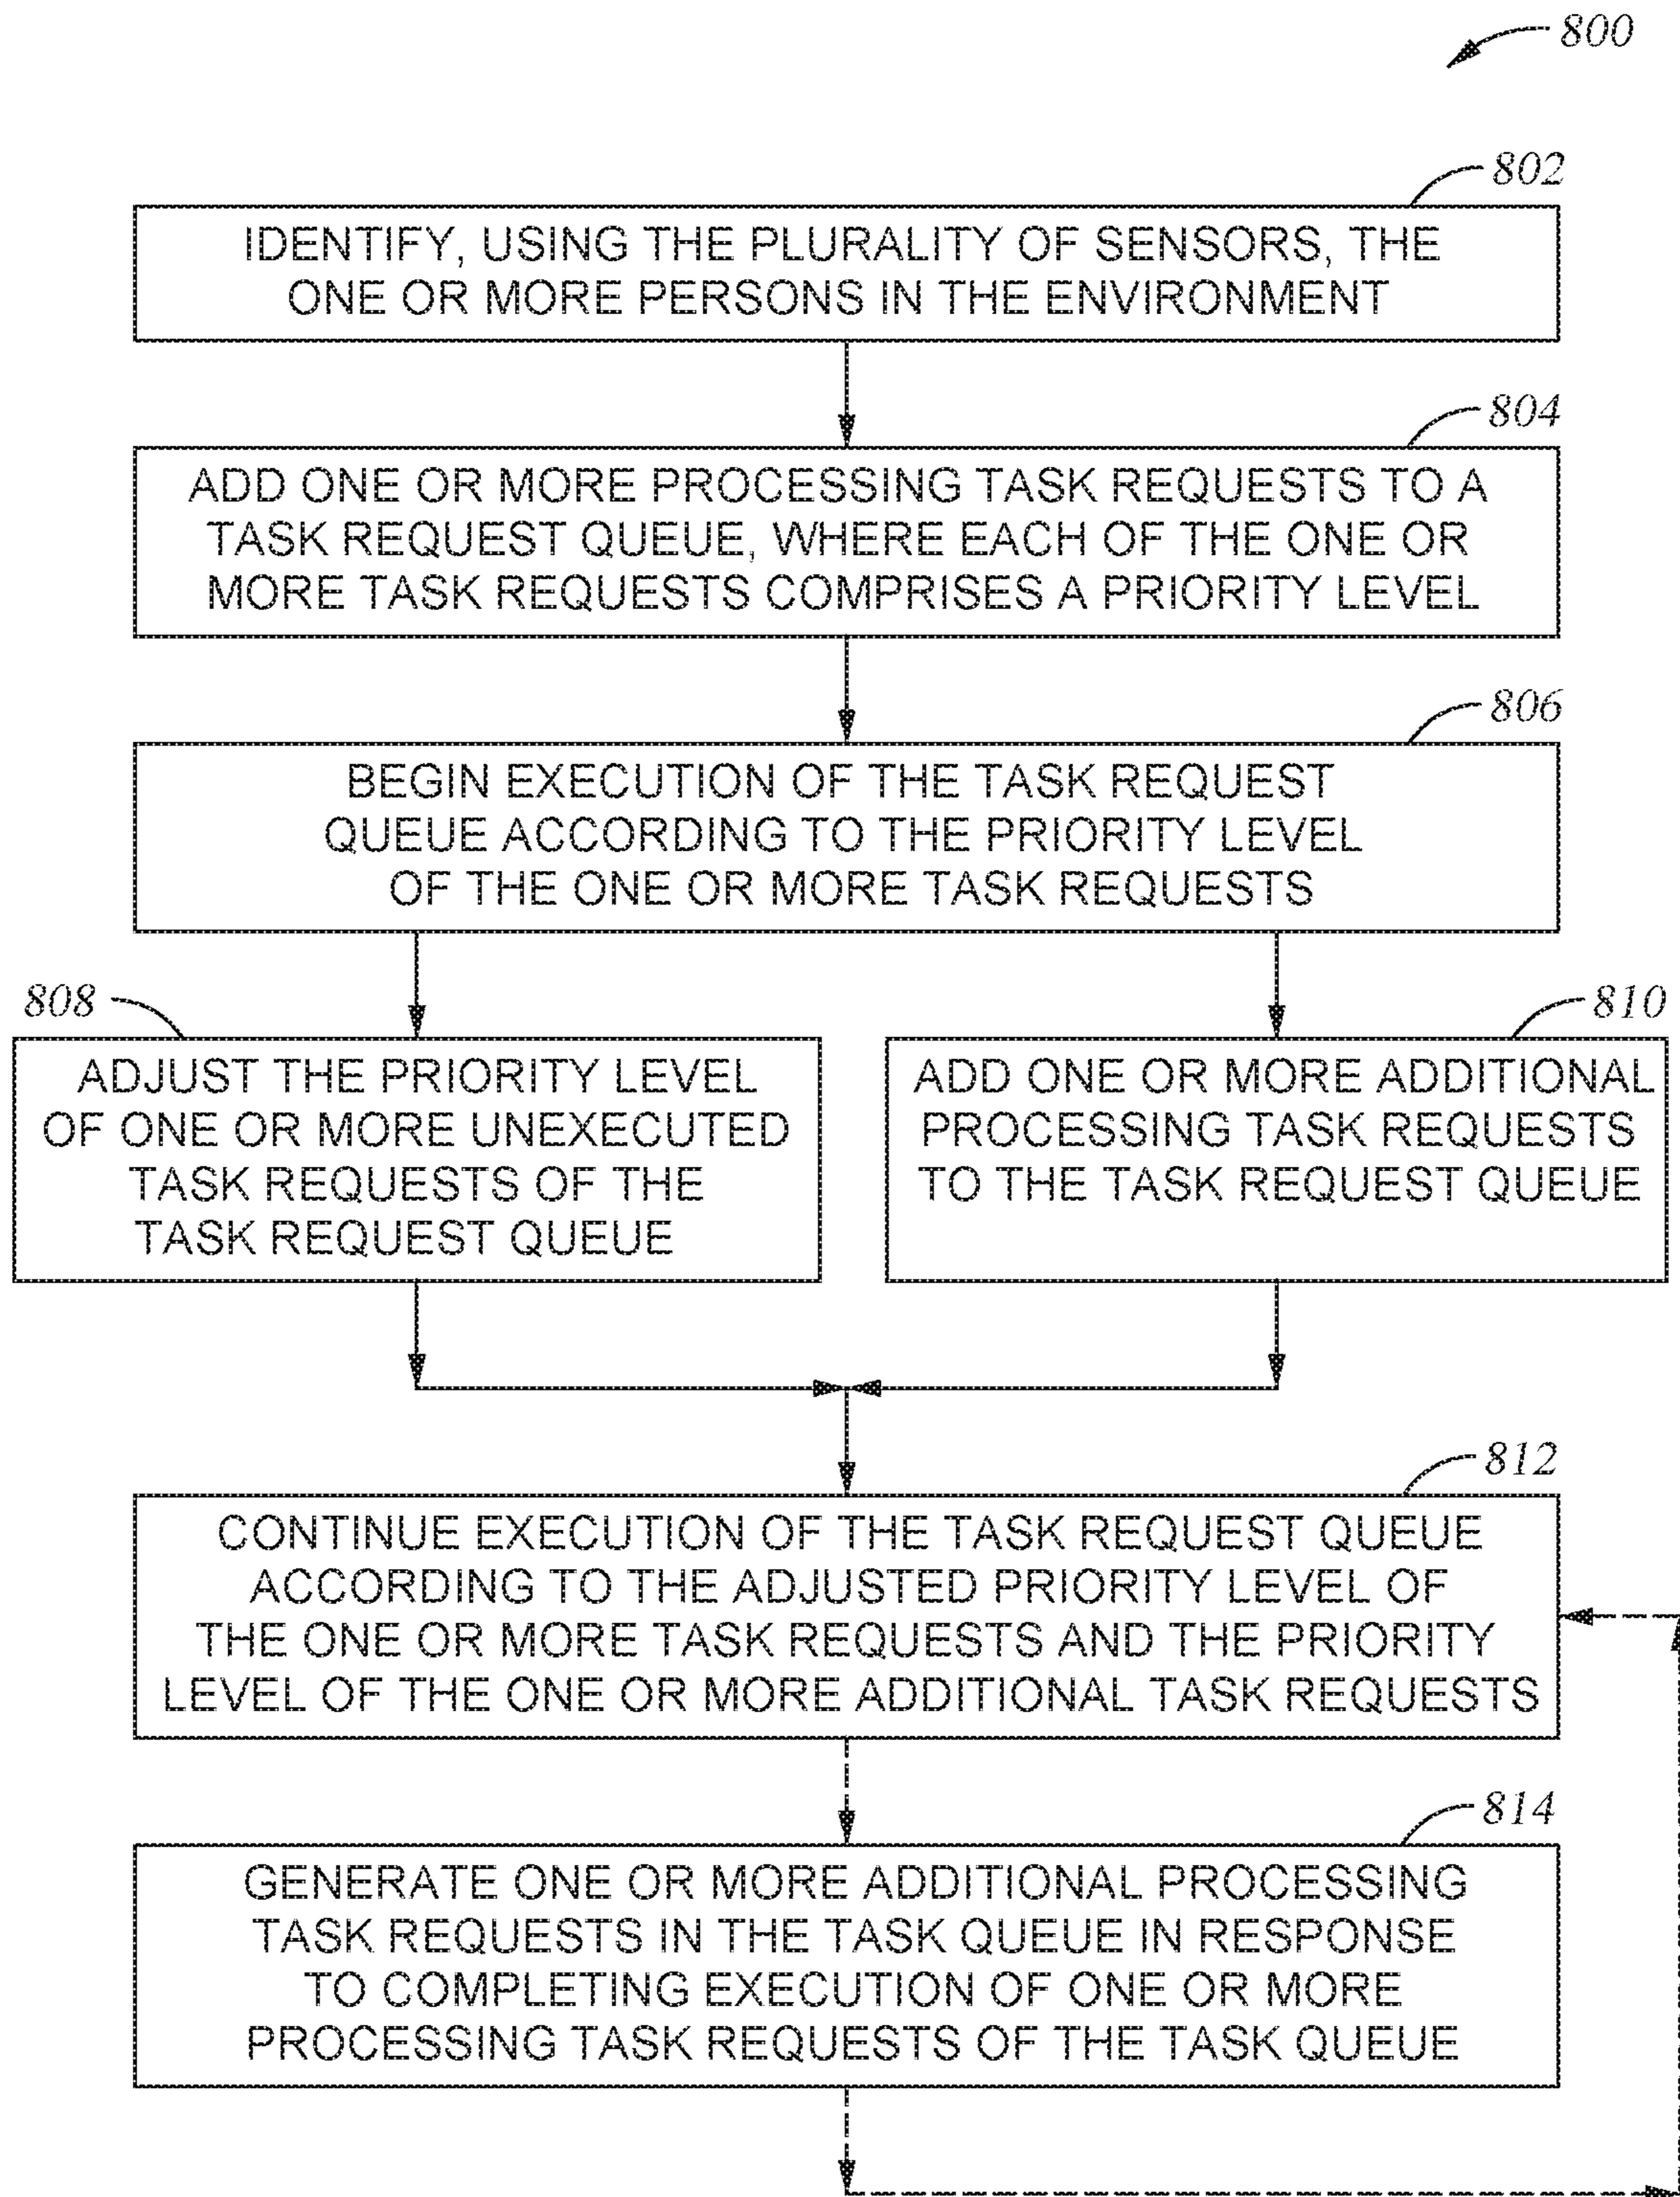 800
802
IDENTIFY, USING THE PLURALITY OF SENSORS, THE
ONE OR MORE PERSONS IN THE ENVIRONMENT
804
ADD ONE OR MORE PROCESSING TASK REQUESTS TO A
TASK REQUEST QUEUE, WHERE EACH OF THE ONE OR
MORE TASK REQUESTS COMPRISES A PRIORITY LEVEL
806
BEGIN EXECUTION OF THE TASK REQUEST
QUEUE ACCORDING TO THE PRIORITY LEVEL
OF THE ONE OR MORE TASK REQUESTS
808
ADJUST THE PRIORITY LEVEL
OF ONE OR MORE UNEXECUTED
TASK REQUESTS OF THE
TASK REQUEST QUEUE
810
ADD ONE OR MORE ADDITIONAL
PROCESSING TASK REQUESTS
TO THE TASK REQUEST QUEUE
812
CONTINUE EXECUTION OF THE TASK REQUEST QUEUE
ACCORDING TO THE ADJUSTED PRIORITY LEVEL OF
THE ONE OR MORE TASK REQUESTS AND THE PRIORITY
LEVEL OF THE ONE OR MORE ADDITIONAL TASK REQUESTS
814
GENERATE ONE OR MORE ADDITIONAL PROCESSING
TASK REQUESTS IN THE TASK QUEUE IN RESPONSE
TO COMPLETING EXECUTION OF ONE OR MORE
PROCESSING TASK REQUESTS OF THE TASK QUEUE